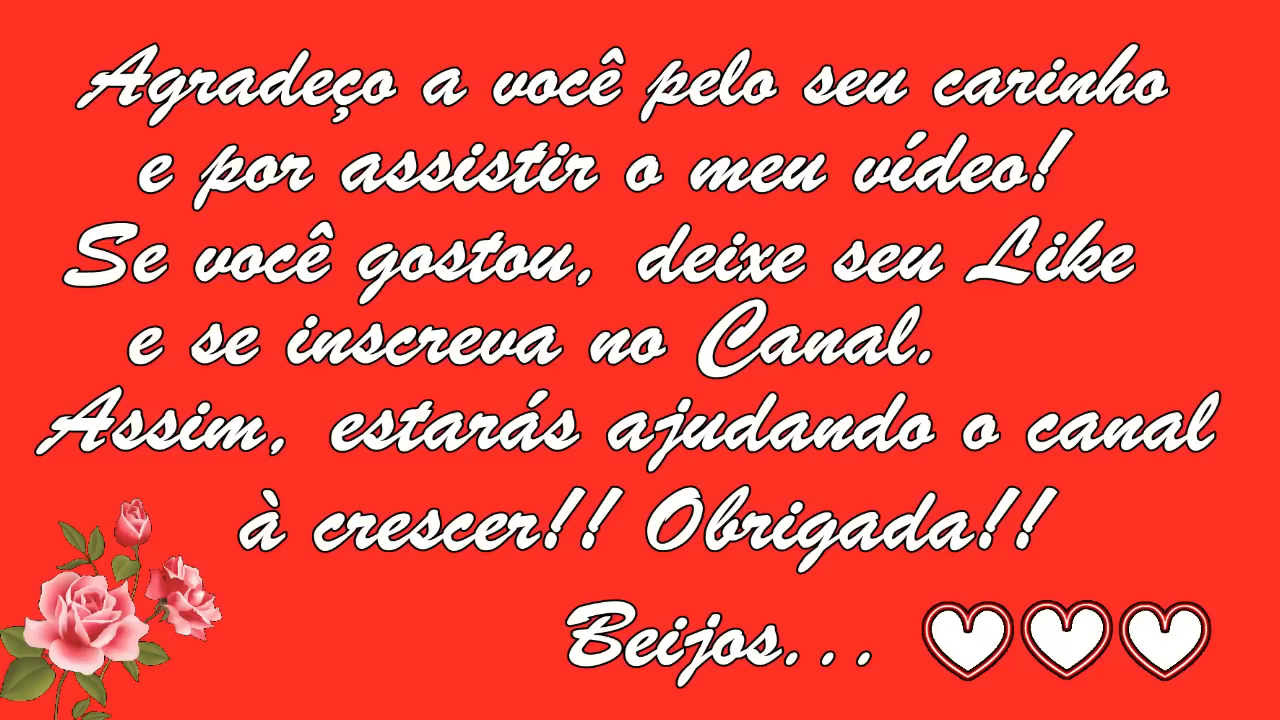 Agradeço a você pelo seu carinho
e por assistir o meu vídeo!
Se você gostou, deixe seu Like
e se inscreva no Canal.
Assim, estarás ajudando o canal
à crescer!! Obrigada!!
Beijos...